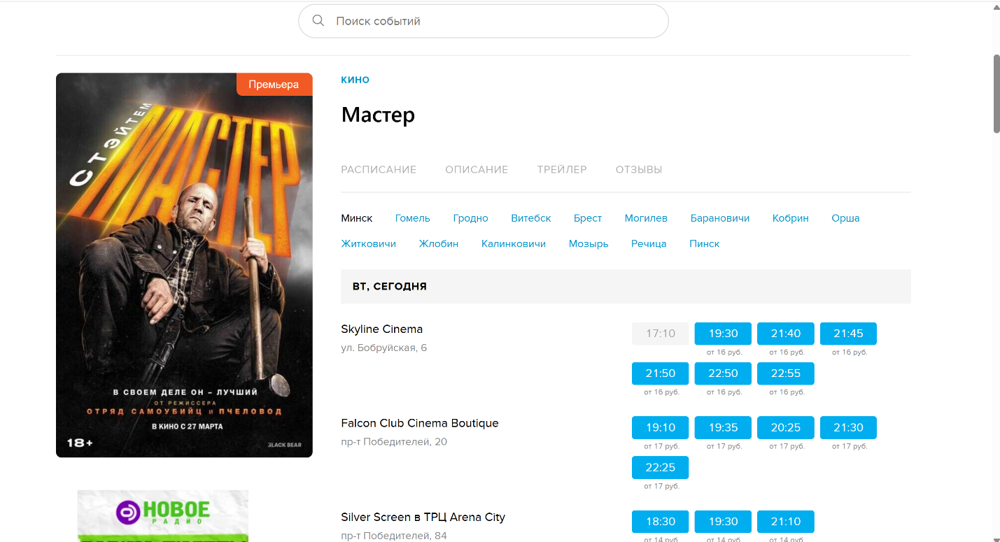 Поиск событий
Премьера
СТЭЙТЕМ
МАСТЕР
В СВОЕМ ДЕЛЕ ОН – ЛУЧШИЙ
ОТ РЕЖИССЕРА
ОТРЯД САМОУБИЙЦ И ПЧЕЛОВОД
В КИНО С 27 МАРТА
18+
BLACK BEAR
НОВОЕ
РАДИО
КИНО
Мастер
РАСПИСАНИЕ ОПИСАНИЕ ТРЕЙЛЕР ОТЗЫВЫ
Минск Гомель Гродно Витебск Брест Могилев Барановичи Кобрин Орша
Житковичи Жлобин Калинковичи Мозырь Речица Пинск
ВТ, СЕГОДНЯ
Skyline Cinema
ул. Бобруйская, 6
17:10 19:30 21:40 21:45
от 16 руб. от 16 руб. от 16 руб.
21:50 22:50 22:55
от 16 руб. от 16 руб. от 16 руб.
Falcon Club Cinema Boutique
пр-т Победителей, 20
19:10 19:35 20:25 21:30
от 17 руб. от 17 руб. от 17 руб. от 17 руб.
22:25
от 17 руб.
Silver Screen в ТРЦ Arena City
пр-т Победителей, 84
18:30 19:30 21:10
от 14 руб. от 14 руб. от 14 руб.